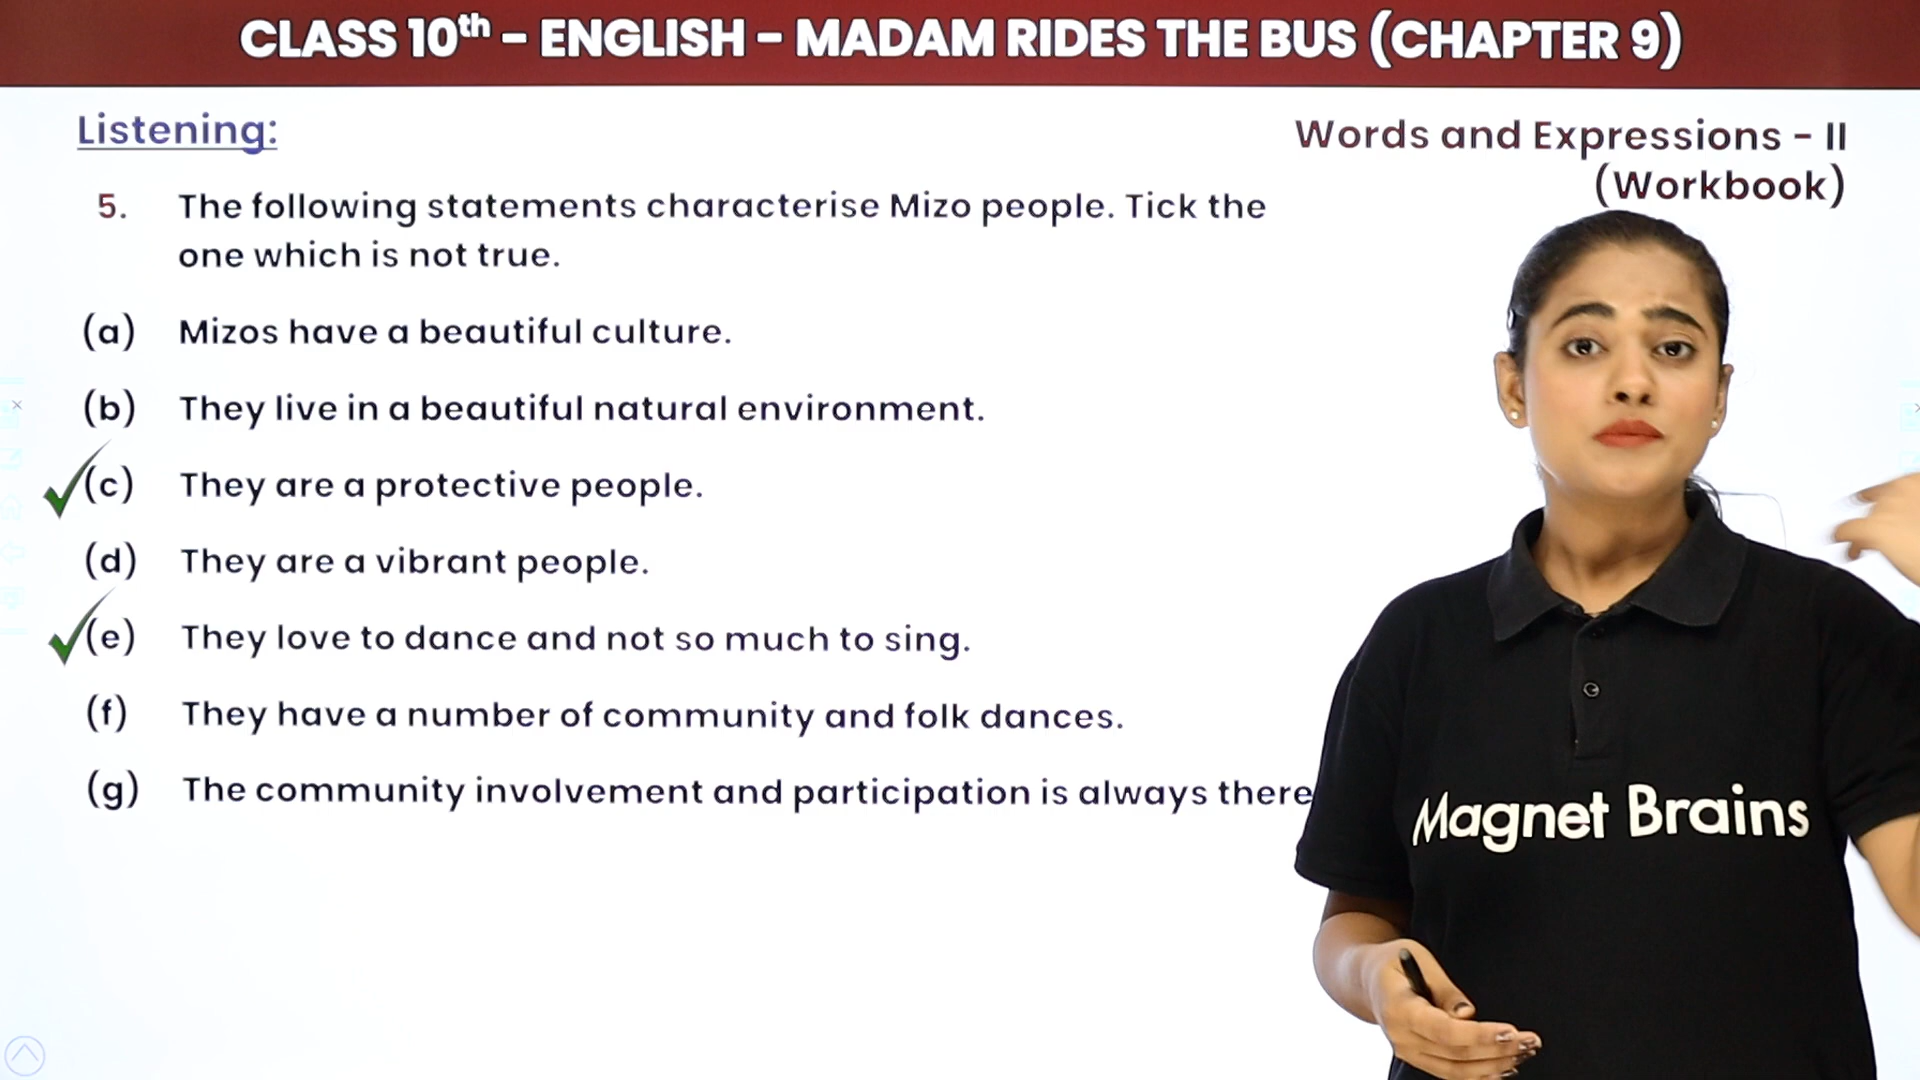 CLASS 10th - ENGLISH - MADAM RIDES THE BUS (CHAPTER 9)
Listening:
Words and Expressions - II
(Workbook)
5. The following statements characterise Mizo people. Tick the
one which is not true.
(a) Mizos have a beautiful culture.
(b) They live in a beautiful natural environment.
(c) They are a protective people.
(d) They are a vibrant people.
(e) They love to dance and not so much to sing.
(f) They have a number of community and folk dances.
(g) The community involvement and participation is always there
Magnet Brains